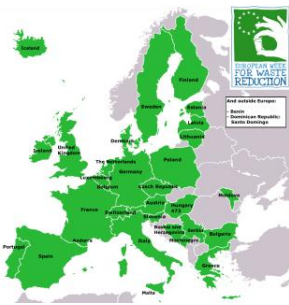 EUROPEAN WEEK
FOR WASTE
REDUCTION
Iceland
And outside Europe:
- Benin
- Dominican Republic:
Santo Domingo
Finland
Sweden
Estonia
Latvia
Lithuania
Denmark
Ireland
United
Kingdom
The Netherlands
Germany
Poland
Luxembourg
Belgium
Czech Republic
France
Austria
Hungary
473
Moldova
Switzerland
Slovenia
Bosnia and
Herzegovina
Serbia
Bulgaria
Italy
Andorra
Portugal
Spain
Greece
Malta